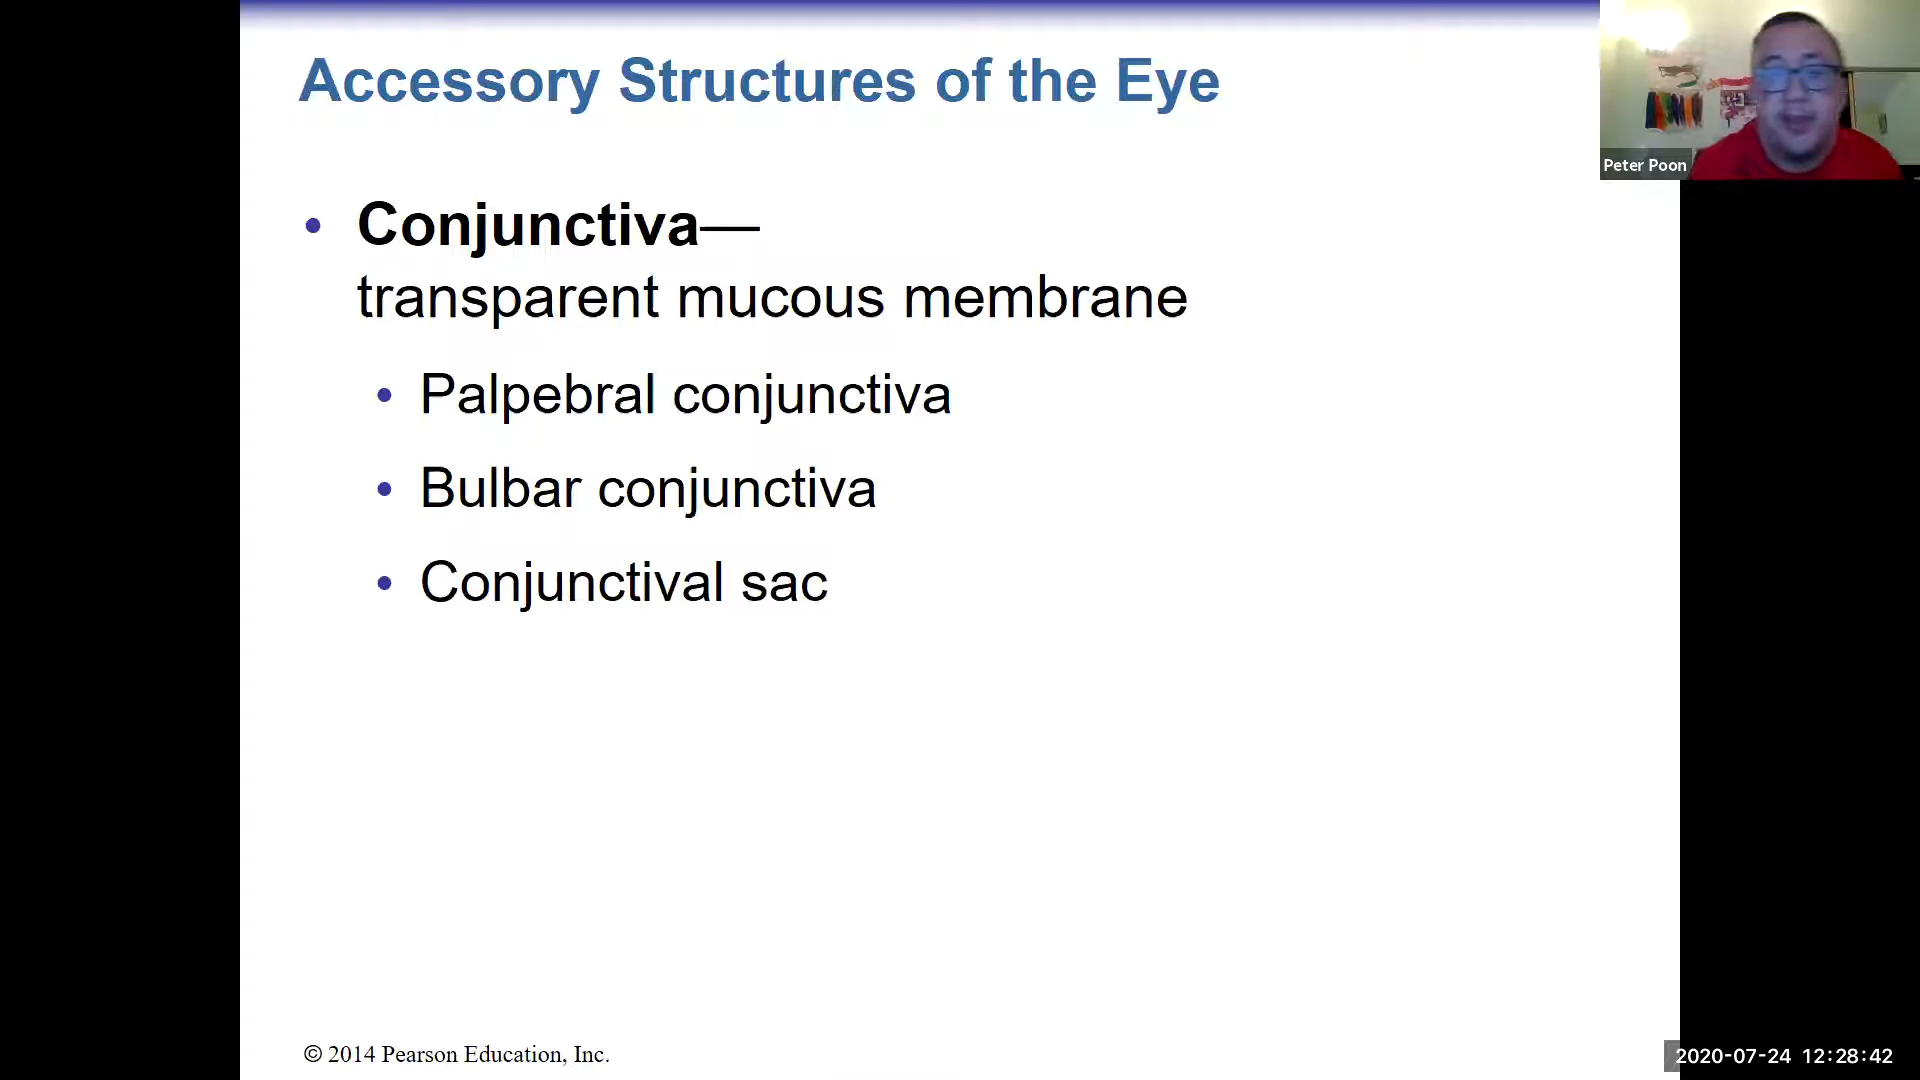 Accessory Structures of the Eye
Peter Poon
• Conjunctiva—
transparent mucous membrane
• Palpebral conjunctiva
• Bulbar conjunctiva
• Conjunctival sac
© 2014 Pearson Education, Inc.
2020-07-24 12:28:42